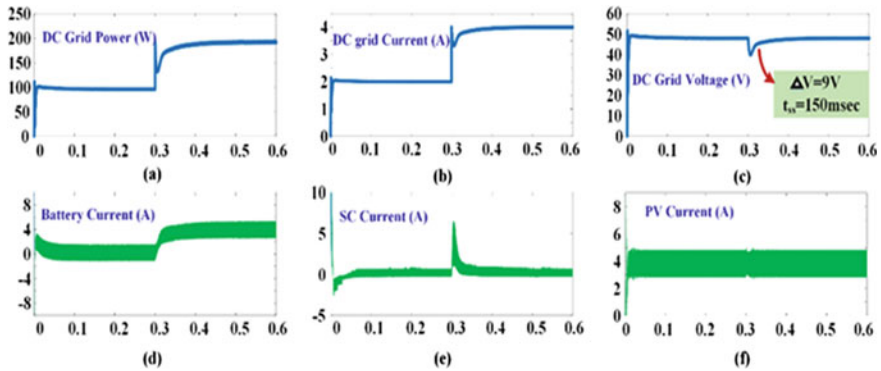 250
200
150
100
50
0
DC Grid Power (W)
0 0.1 0.2 0.3 0.4 0.5 0.6
(a)
4
3
2
1
0
DC grid Current (A)
0 0.1 0.2 0.3 0.4 0.5 0.6
(b)
60
50
40
30
20
10
0
DC Grid Voltage (V)
ΔV=9V
tss=150msec
0 0.1 0.2 0.3 0.4 0.5 0.6
(c)
8
4
0
-4
-8
Battery Current (A)
0 0.1 0.2 0.3 0.4 0.5 0.6
(d)
10
5
0
-5
SC Current (A)
0 0.1 0.2 0.3 0.4 0.5 0.6
(e)
8
6
4
2
0
PV Current (A)
0 0.1 0.2 0.3 0.4 0.5 0.6
(f)